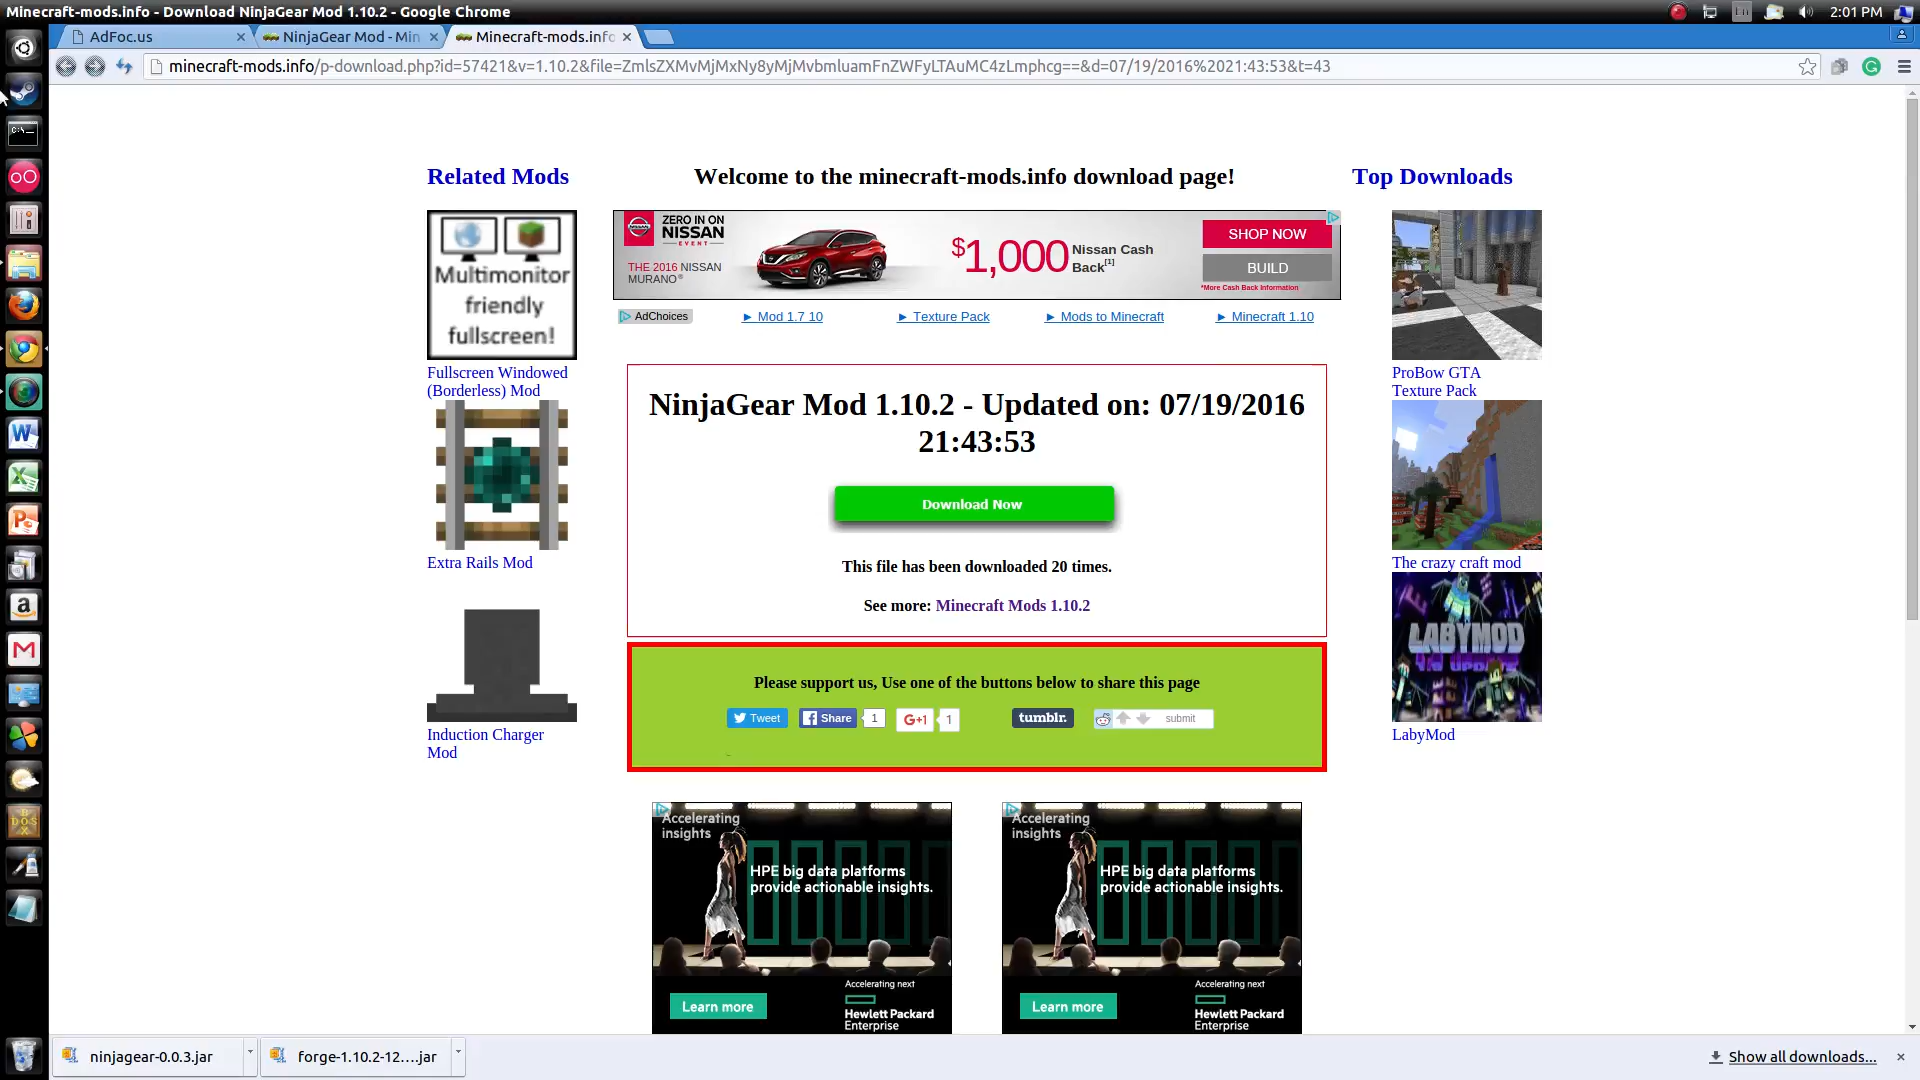 Minecraft-mods.info - Download NinjaGear Mod 1.10.2 - Google Chrome
2:01 PM
AdFoc.us
NinjaGear Mod - Min
Minecraft-mods.info
minecraft-mods.info/p-download.php?id=57421&v=1.10.2&file=ZmlsZXMvMjMxNy8yMjMvbmluamFnZWFyLTAuMC4zLmphcg==&d=07/19/2016%2021:43:53&t=43
Related Mods
Welcome to the minecraft-mods.info download page!
Top Downloads
Multimonitor
friendly
fullscreen!
Fullscreen Windowed
(Borderless) Mod
Extra Rails Mod
Induction Charger
Mod
ZERO IN ON
NISSAN
EVENT
THE 2016 NISSAN
MURANO®
$1,000
Nissan Cash
Back[1]
SHOP NOW
BUILD
*More Cash Back Information
AdChoices
► Mod 1.7 10
► Texture Pack
► Mods to Minecraft
► Minecraft 1.10
NinjaGear Mod 1.10.2 - Updated on: 07/19/2016
21:43:53
Download Now
This file has been downloaded 20 times.
See more: Minecraft Mods 1.10.2
Please support us, Use one of the buttons below to share this page
Tweet
Share
1
G+1
1
tumblr.
submit
ProBow GTA
Texture Pack
The crazy craft mod
LABYMOD
LabyMod
Accelerating
insights
HPE big data platforms
provide actionable insights.
Learn more
Accelerating next
Hewlett Packard
Enterprise
Accelerating
insights
HPE big data platforms
provide actionable insights.
Learn more
Accelerating next
Hewlett Packard
Enterprise
ninjagear-0.0.3.jar
forge-1.10.2-12....jar
Show all downloads...